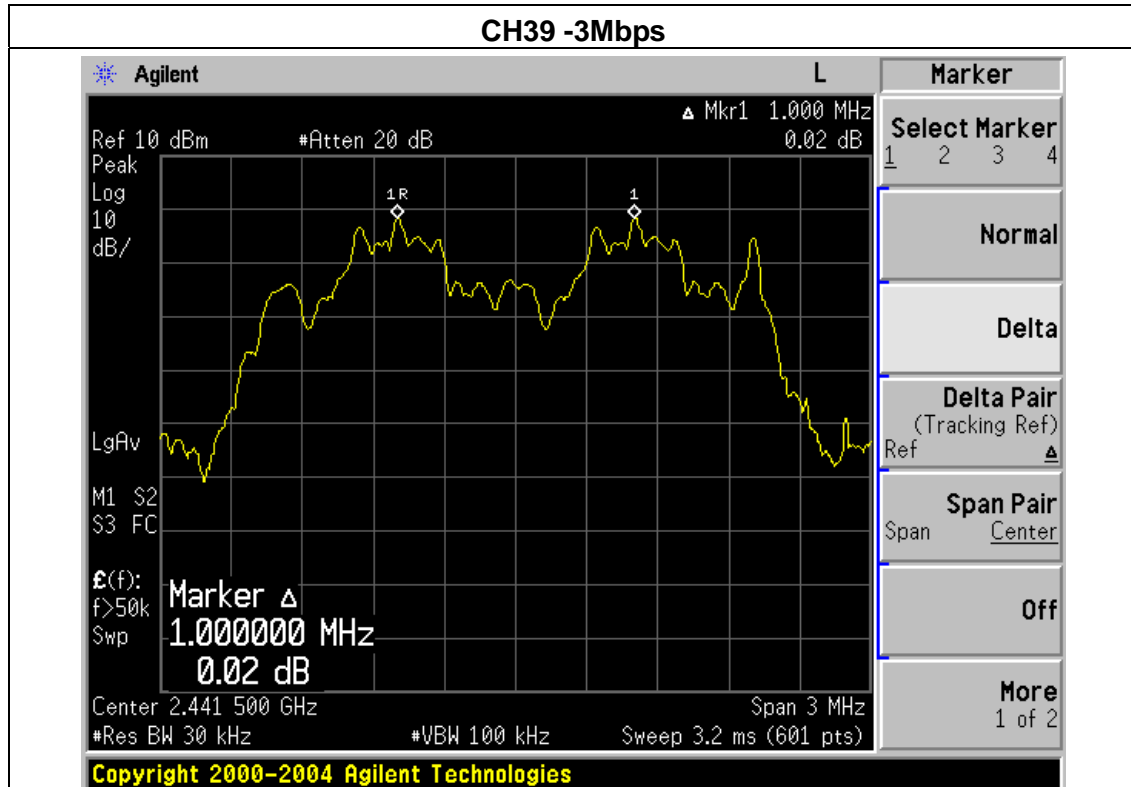 CH39 -3Mbps
Agilent L Marker
Δ Mkr1 1.000 MHz
Ref 10 dBm #Atten 20 dB 0.02 dB
Peak
Log
10
dB/
1R
1
LgAv
M1 S2
S3 FC
£(f):
f>50k
Swp
Marker Δ
1.000000 MHz
0.02 dB
Center 2.441 500 GHz Span 3 MHz
#Res BW 30 kHz #VBW 100 kHz Sweep 3.2 ms (601 pts)
Select Marker
1 2 3 4
Normal
Delta
Delta Pair
(Tracking Ref)
Ref Δ
Span Pair
Span Center
Off
More
1 of 2
Copyright 2000-2004 Agilent Technologies